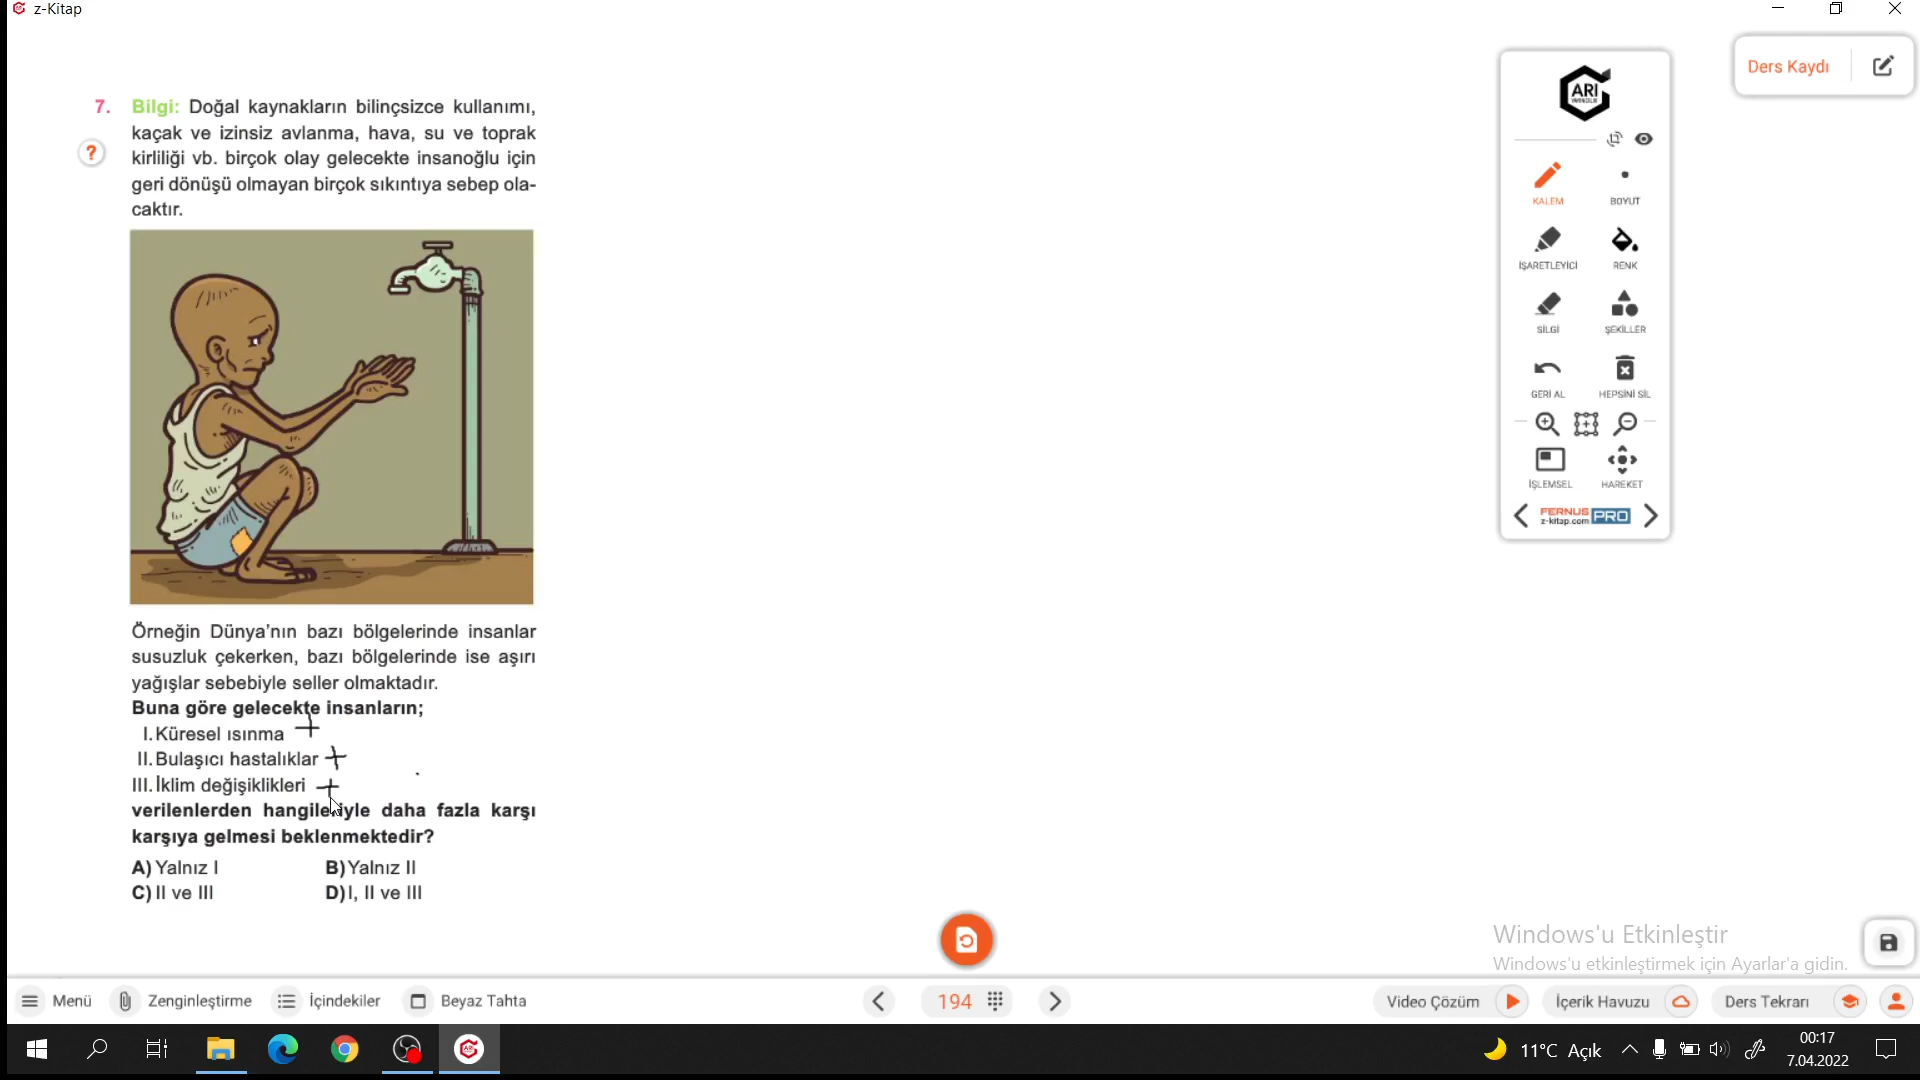 z-Kitap
Ders Kaydı
7. Bilgi: Doğal kaynakların bilinçsizce kullanımı,
kaçak ve izinsiz avlanma, hava, su ve toprak
kirliliği vb. birçok olay gelecekte insanoğlu için
geri dönüşü olmayan birçok sıkıntıya sebep ola-
caktır.
?
Örneğin Dünya'nın bazı bölgelerinde insanlar
susuzluk çekerken, bazı bölgelerinde ise aşırı
yağışlar sebebiyle seller olmaktadır.
Buna göre gelecekte insanların;
I. Küresel ısınma +
II. Bulaşıcı hastalıklar +
III. İklim değişiklikleri +
verilenlerden hangileriyle daha fazla karşı
karşıya gelmesi beklenmektedir?
A) Yalnız I B) Yalnız II
C) II ve III D) I, II ve III
ARI
YAYINCILIK
KALEM BOYUT
İŞARETLEYİCİ RENK
SİLGİ ŞEKİLLER
GERİ AL HEPSİNİ SİL
İŞLEMSEL HAREKET
FERNUS
z-kitap.com PRO
Windows'u Etkinleştir
Windows'u etkinleştirmek için Ayarlar'a gidin.
Menü Zenginleştirme İçindekiler Beyaz Tahta 194 Video Çözüm İçerik Havuzu Ders Tekrarı
11°C Açık 00:17
7.04.2022